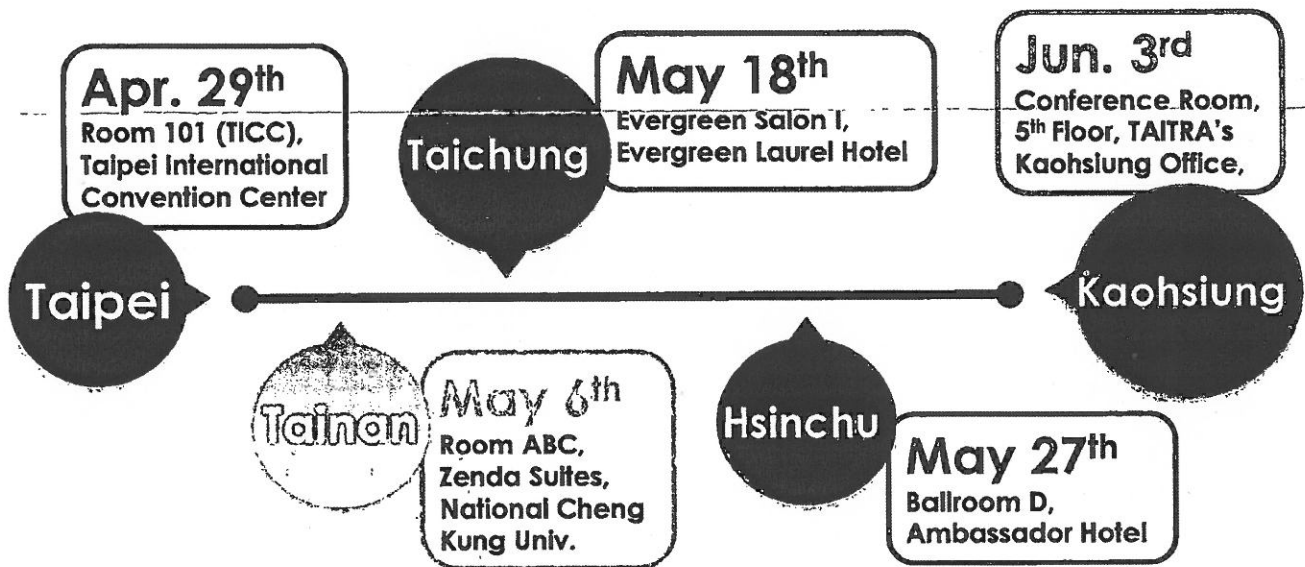 Apr. 29th
Room 101 (TICC),
Taipei International
Convention Center
Taipei
Taichung
May 18th
Evergreen Salon I,
Evergreen Laurel Hotel
Jun. 3rd
Conference Room,
5th Floor, TAITRA's
Kaohsiung Office,
Kaohsiung
Tainan
May 6th
Room ABC,
Zenda Suites,
National Cheng
Kung Univ.
Hsinchu
May 27th
Ballroom D,
Ambassador Hotel